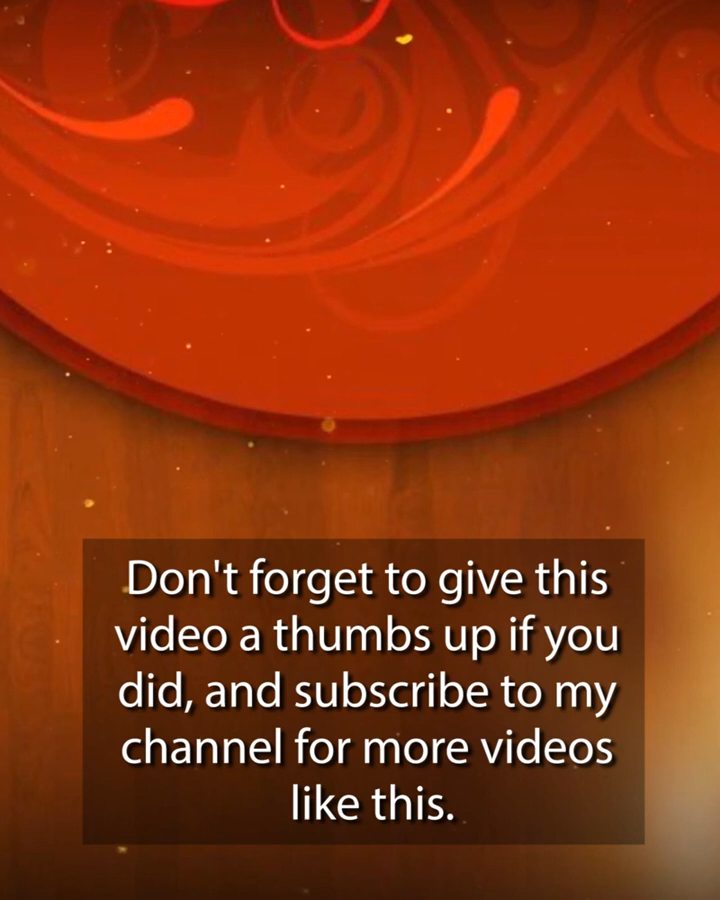 Don't forget to give this
video a thumbs up if you
did, and subscribe to my
channel for more videos
like this.